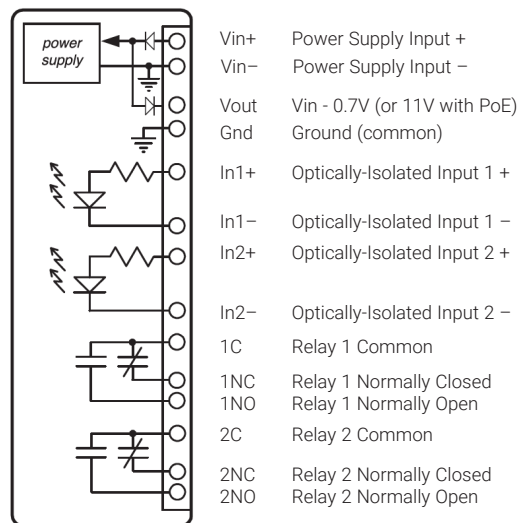 power
supply
Vin+ Power Supply Input +
Vin– Power Supply Input –
Vout Vin - 0.7V (or 11V with PoE)
Gnd Ground (common)
In1+ Optically-Isolated Input 1 +
In1– Optically-Isolated Input 1 –
In2+ Optically-Isolated Input 2 +
In2– Optically-Isolated Input 2 –
1C Relay 1 Common
1NC Relay 1 Normally Closed
1NO Relay 1 Normally Open
2C Relay 2 Common
2NC Relay 2 Normally Closed
2NO Relay 2 Normally Open